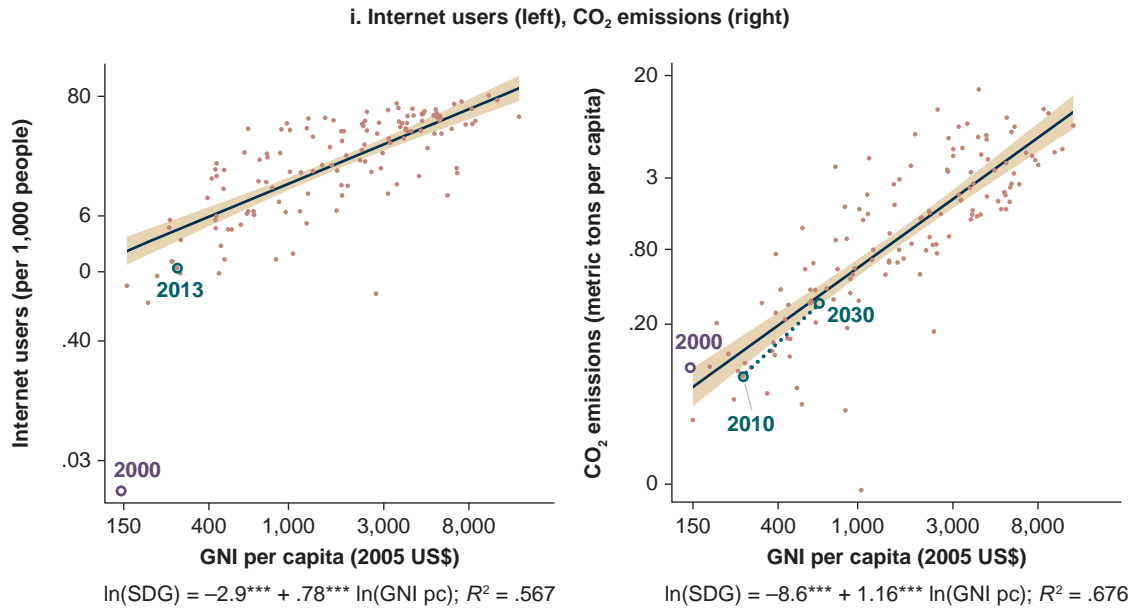 i. Internet users (left), CO₂ emissions (right)
Internet users (per 1,000 people)
80
6
0
.40
.03
2013
2000
150 400 1,000 3,000 8,000
GNI per capita (2005 US$)
ln(SDG) = –2.9*** + .78*** ln(GNI pc); R² = .567
CO₂ emissions (metric tons per capita)
20
3
.80
.20
0
2000
2030
2010
150 400 1,000 3,000 8,000
GNI per capita (2005 US$)
ln(SDG) = –8.6*** + 1.16*** ln(GNI pc); R² = .676